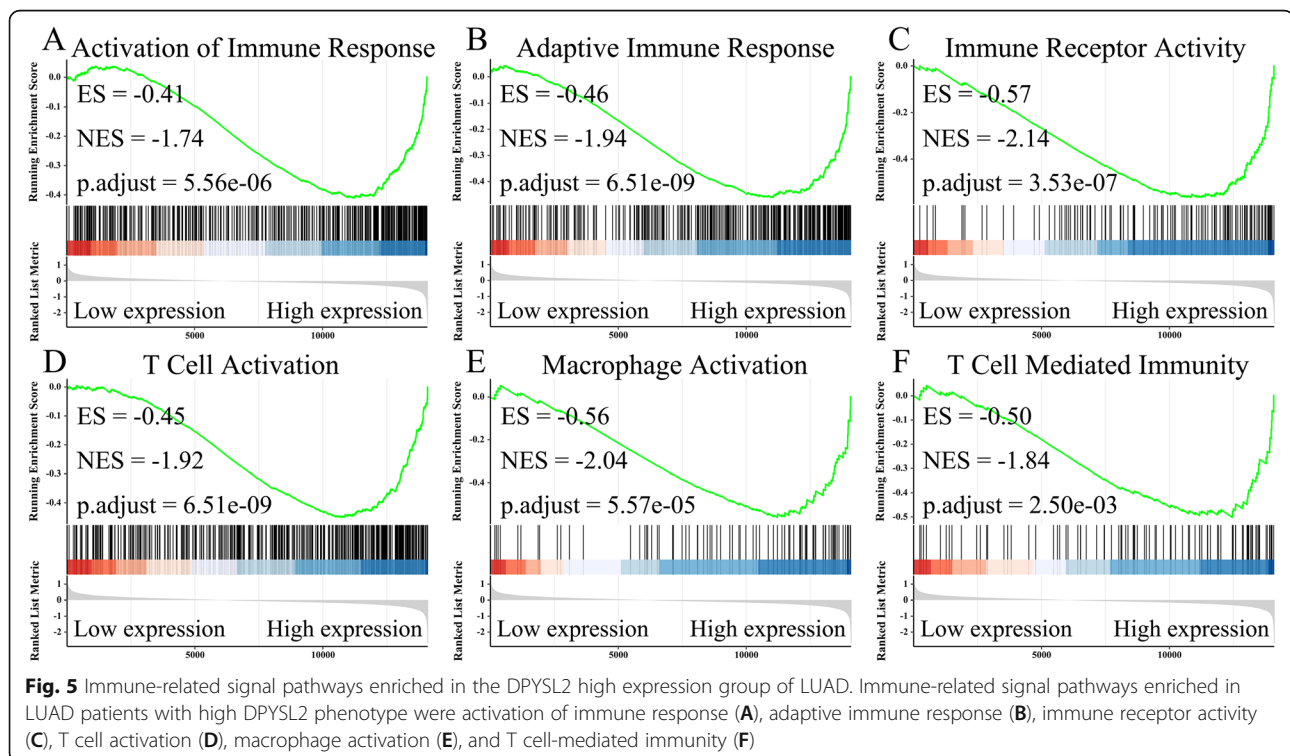 A Activation of Immune Response
Running Enrichment Score
0.0
-0.1
-0.2
-0.3
-0.4
ES = -0.41
NES = -1.74
p.adjust = 5.56e-06
Ranked List Metric
1
0
-1
-2
Low expression High expression
5000 10000
B Adaptive Immune Response
Running Enrichment Score
0.0
-0.2
-0.4
ES = -0.46
NES = -1.94
p.adjust = 6.51e-09
Ranked List Metric
1
0
-1
-2
Low expression High expression
5000 10000
C Immune Receptor Activity
Running Enrichment Score
0.0
-0.2
-0.4
ES = -0.57
NES = -2.14
p.adjust = 3.53e-07
Ranked List Metric
1
0
-1
-2
Low expression High expression
5000 10000
D T Cell Activation
Running Enrichment Score
0.0
-0.1
-0.2
-0.3
-0.4
ES = -0.45
NES = -1.92
p.adjust = 6.51e-09
Ranked List Metric
1
0
-1
-2
Low expression High expression
5000 10000
E Macrophage Activation
Running Enrichment Score
0.0
-0.2
-0.4
ES = -0.56
NES = -2.04
p.adjust = 5.57e-05
Ranked List Metric
1
0
-1
-2
Low expression High expression
5000 10000
F T Cell Mediated Immunity
Running Enrichment Score
0.0
-0.1
-0.2
-0.3
-0.4
-0.5
ES = -0.50
NES = -1.84
p.adjust = 2.50e-03
Ranked List Metric
1
0
-1
-2
Low expression High expression
5000 10000
Fig. 5 Immune-related signal pathways enriched in the DPYSL2 high expression group of LUAD. Immune-related signal pathways enriched in
LUAD patients with high DPYSL2 phenotype were activation of immune response (A), adaptive immune response (B), immune receptor activity
(C), T cell activation (D), macrophage activation (E), and T cell-mediated immunity (F)